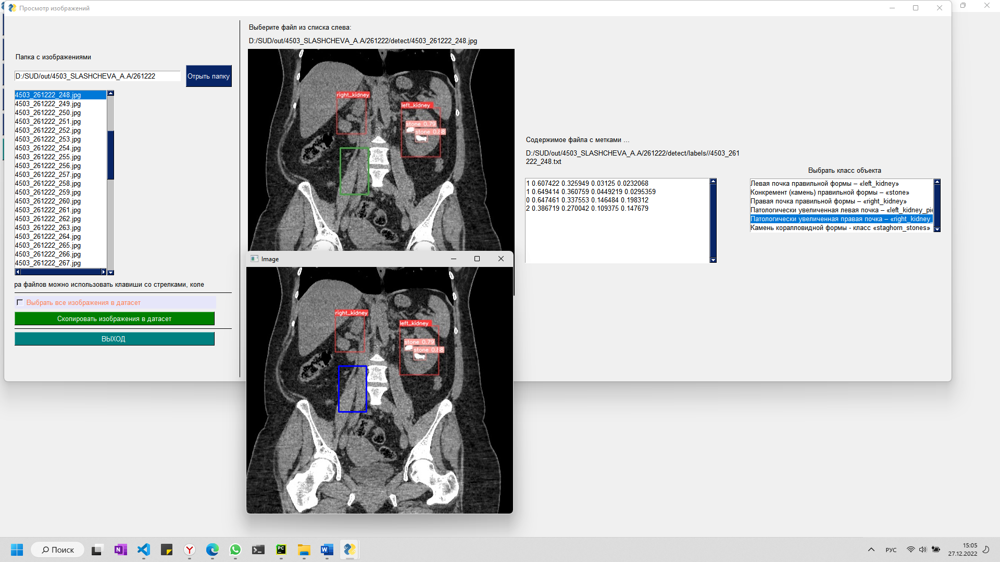 Просмотр изображений
Выберите файл из списка слева:
D:/SUD/out/4503_SLASHCHEVA_A.A/261222/detect/4503_261222_248.jpg
Папка с изображениями
D:/SUD/out/4503_SLASHCHEVA_A.A/261222
Отрыть папку
4503_261222_248.jpg
4503_261222_249.jpg
4503_261222_250.jpg
4503_261222_251.jpg
4503_261222_252.jpg
4503_261222_253.jpg
4503_261222_254.jpg
4503_261222_255.jpg
4503_261222_256.jpg
4503_261222_257.jpg
4503_261222_258.jpg
4503_261222_259.jpg
4503_261222_260.jpg
4503_261222_261.jpg
4503_261222_262.jpg
4503_261222_263.jpg
4503_261222_264.jpg
4503_261222_265.jpg
4503_261222_266.jpg
4503_261222_267.jpg
ра файлов можно использовать клавиши со стрелками, коле
Выбрать все изображения в датасет
Скопировать изображения в датасет
ВЫХОД
right_kidney
left_kidney
stone 0.79
stone 0.88
Image
right_kidney
left_kidney
stone 0.79
stone 0.88
Содержимое файла с метками ...
D:/SUD/out/4503_SLASHCHEVA_A.A/261222/detect/labels//4503_261
222_248.txt
1 0.607422 0.325949 0.03125 0.0232068
1 0.649414 0.360759 0.0449219 0.0295359
0 0.647461 0.337553 0.146484 0.198312
2 0.386719 0.270042 0.109375 0.147679
Выбрать класс объекта
Левая почка правильной формы – «left_kidney»
Конкремент (камень) правильной формы – «stone»
Правая почка правильной формы – «right_kidney»
Патологически увеличенная левая почка – «left_kidney_pie
Патологически увеличенная правая почка – «right_kidney_
Камень коралловидной формы - класс «staghorn_stones»
Поиск
РУС
15:05
27.12.2022